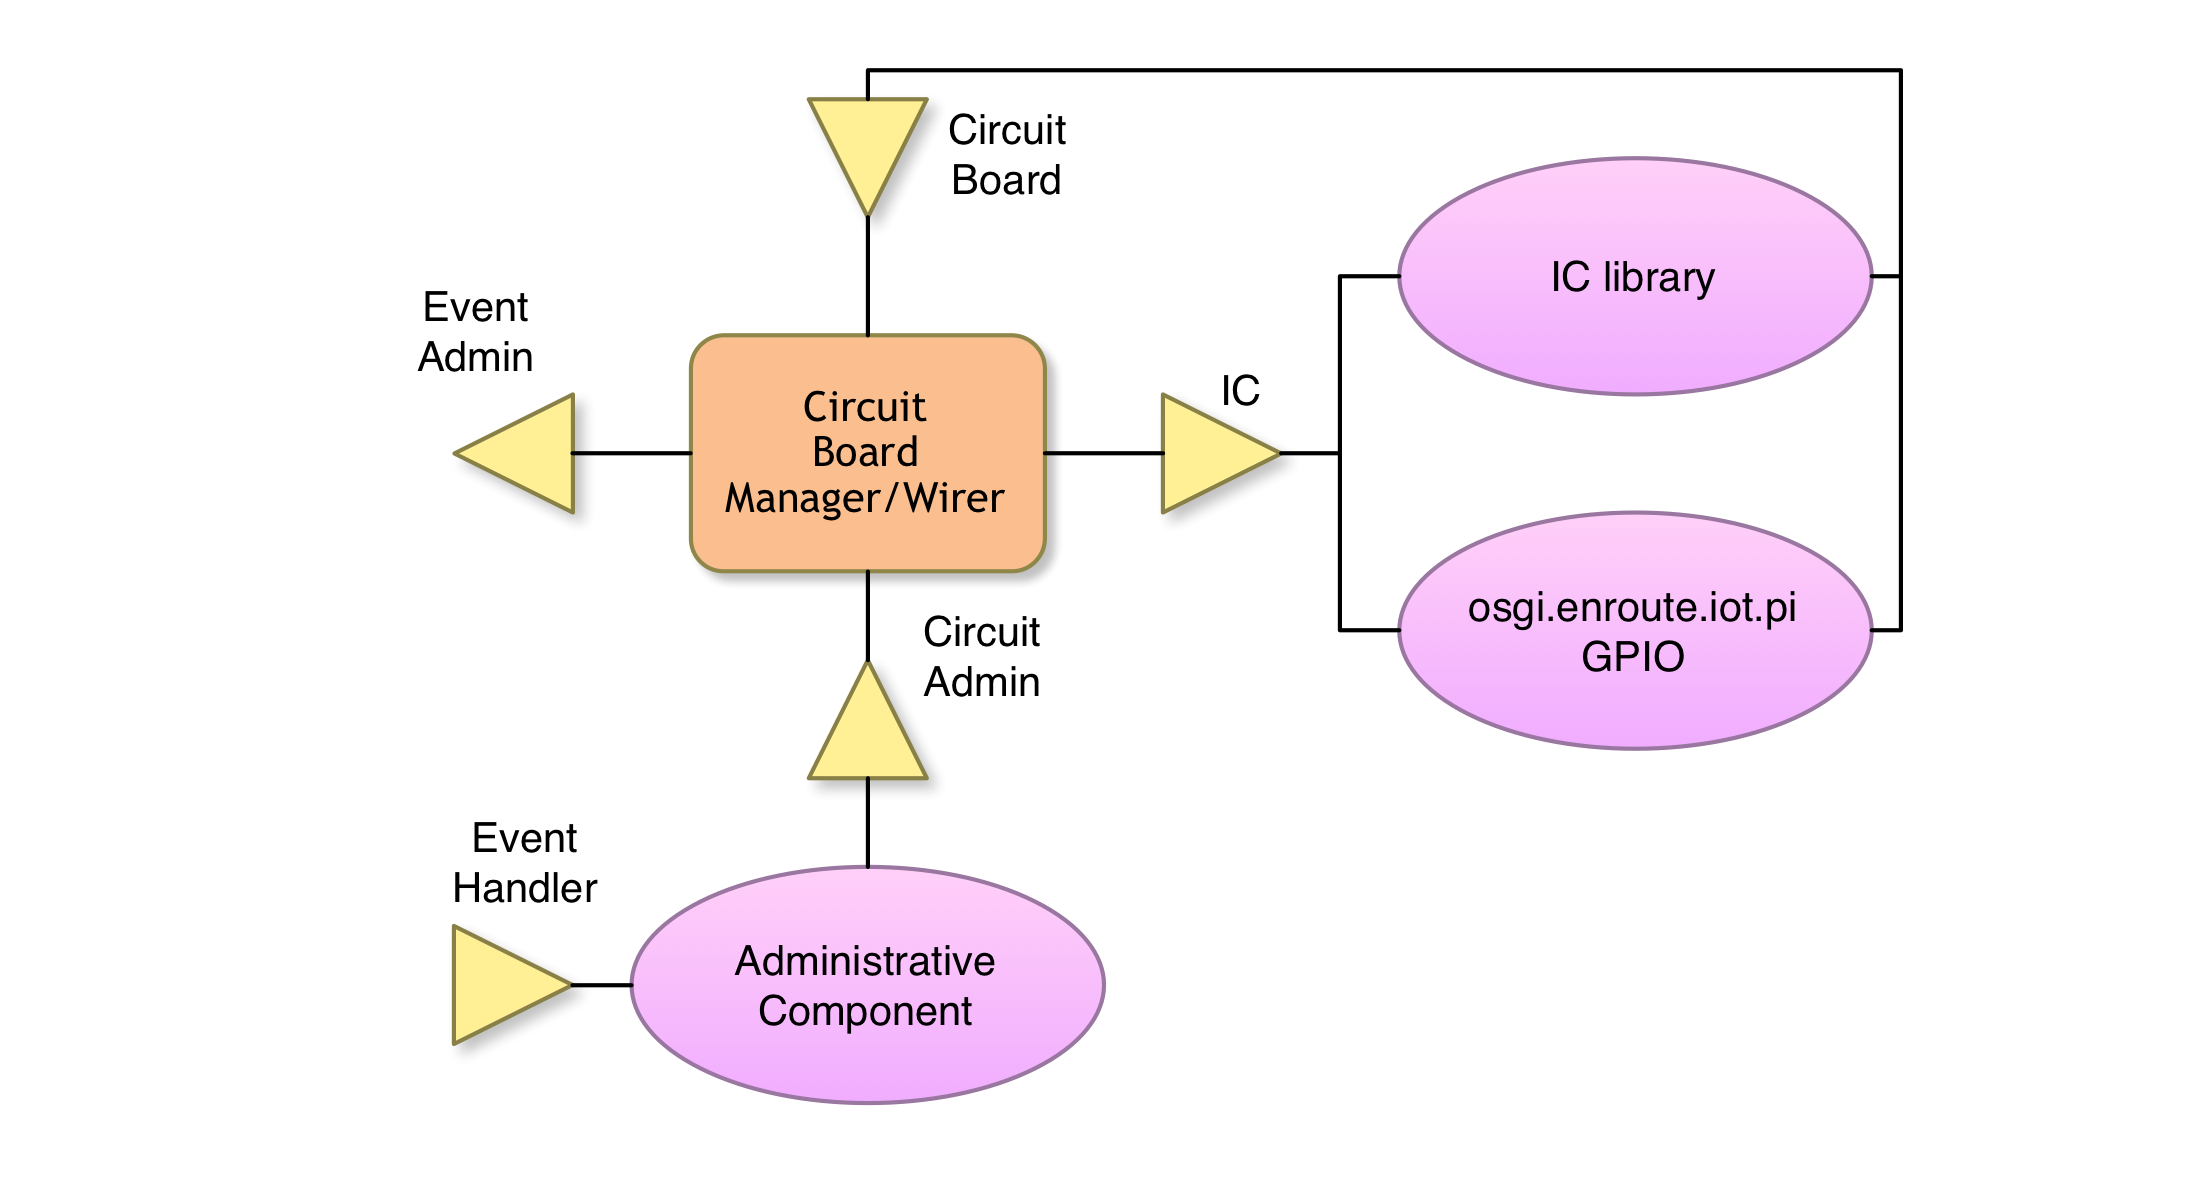 Circuit
Board
IC library
Event
Admin
IC
Circuit
Board
Manager/Wirer
osgi.enroute.iot.pi
GPIO
Circuit
Admin
Event
Handler
Administrative
Component